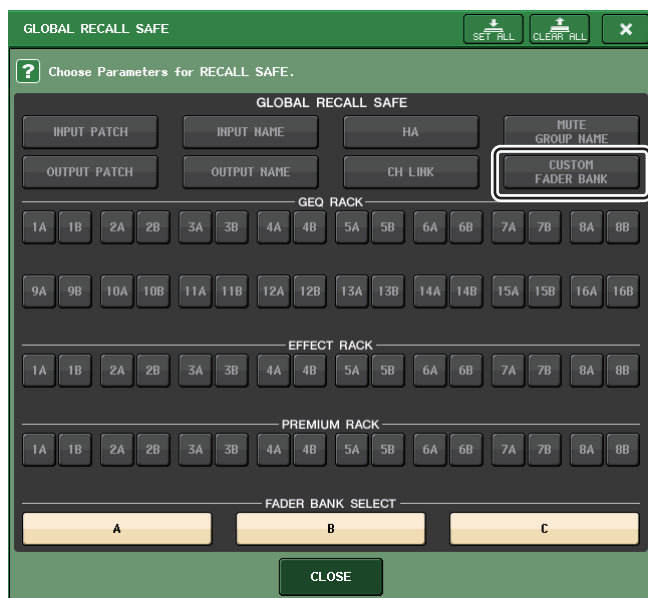 GLOBAL RECALL SAFE SET ALL CLEAR ALL ×
? Choose Parameters for RECALL SAFE.
GLOBAL RECALL SAFE
INPUT PATCH INPUT NAME HA MUTE GROUP NAME
OUTPUT PATCH OUTPUT NAME CH LINK CUSTOM FADER BANK
GEQ RACK
1A 1B 2A 2B 3A 3B 4A 4B 5A 5B 6A 6B 7A 7B 8A 8B
9A 9B 10A 10B 11A 11B 12A 12B 13A 13B 14A 14B 15A 15B 16A 16B
EFFECT RACK
1A 1B 2A 2B 3A 3B 4A 4B 5A 5B 6A 6B 7A 7B 8A 8B
PREMIUM RACK
1A 1B 2A 2B 3A 3B 4A 4B 5A 5B 6A 6B 7A 7B 8A 8B
FADER BANK SELECT
A B C
CLOSE